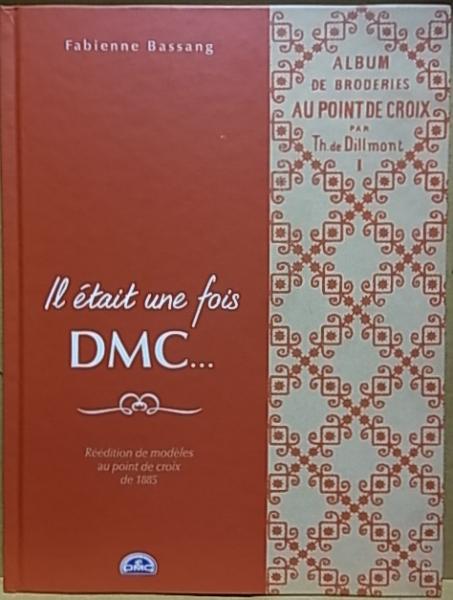 Fabienne Bassang
ALBUM
DE BRODERIES
AU POINT DE CROIX
PAR
Th. de Dillmont
I
Il était une fois
DMC...
Réédition de modèles
au point de croix
de 1885
DMC